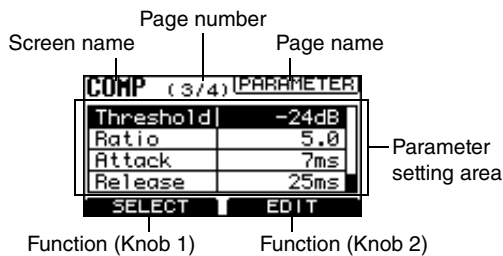 Page number
Screen name Page name
COMP (3/4) PARAMETER
Threshold -24dB
Ratio 5.0
Attack 7ms
Release 25ms
Parameter
setting area
SELECT EDIT
Function (Knob 1) Function (Knob 2)